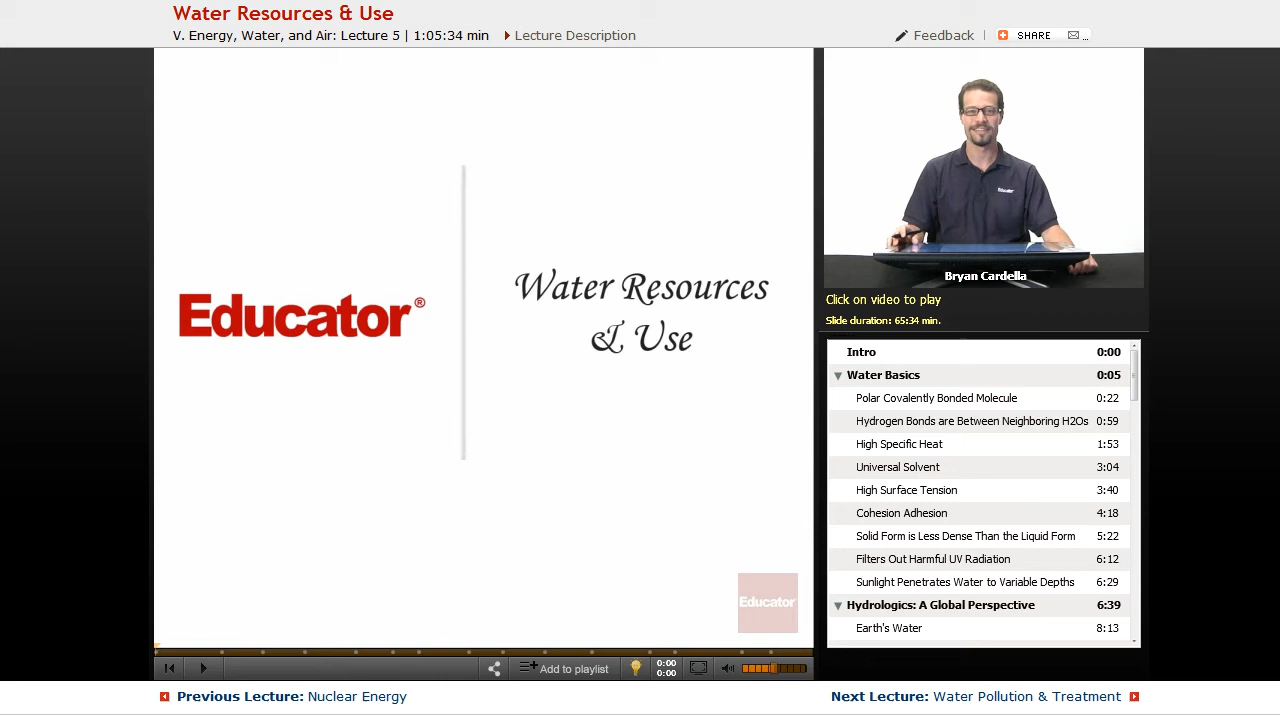 Water Resources & Use
V. Energy, Water, and Air: Lecture 5 | 1:05:34 min
Lecture Description
Feedback
SHARE
...
Educator®
Water Resources
& Use
Educator
Educator
Bryan Cardella
Click on video to play
Slide duration: 65:34 min.
Intro 0:00
Water Basics 0:05
Polar Covalently Bonded Molecule 0:22
Hydrogen Bonds are Between Neighboring H2Os 0:59
High Specific Heat 1:53
Universal Solvent 3:04
High Surface Tension 3:40
Cohesion Adhesion 4:18
Solid Form is Less Dense Than the Liquid Form 5:22
Filters Out Harmful UV Radiation 6:12
Sunlight Penetrates Water to Variable Depths 6:29
Hydrologics: A Global Perspective 6:39
Earth's Water 8:13
Add to playlist
0:00
0:00
Previous Lecture: Nuclear Energy
Next Lecture: Water Pollution & Treatment